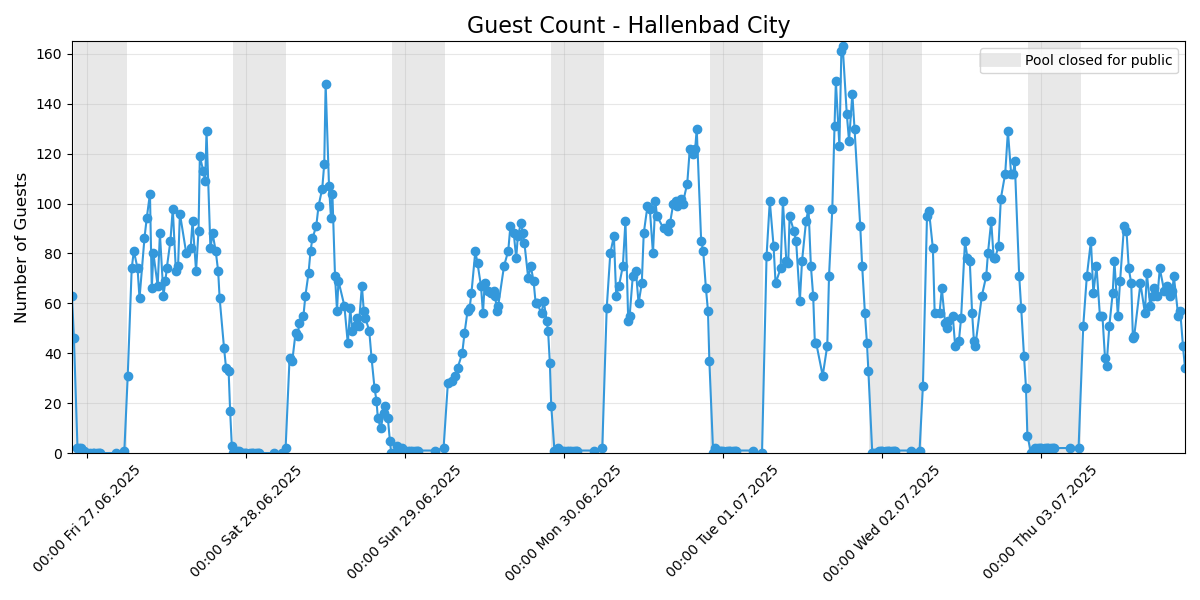 Guest Count - Hallenbad City
Pool closed for public
Number of Guests
160
140
120
100
80
60
40
20
0
00:00 Fri 27.06.2025
00:00 Sat 28.06.2025
00:00 Sun 29.06.2025
00:00 Mon 30.06.2025
00:00 Tue 01.07.2025
00:00 Wed 02.07.2025
00:00 Thu 03.07.2025